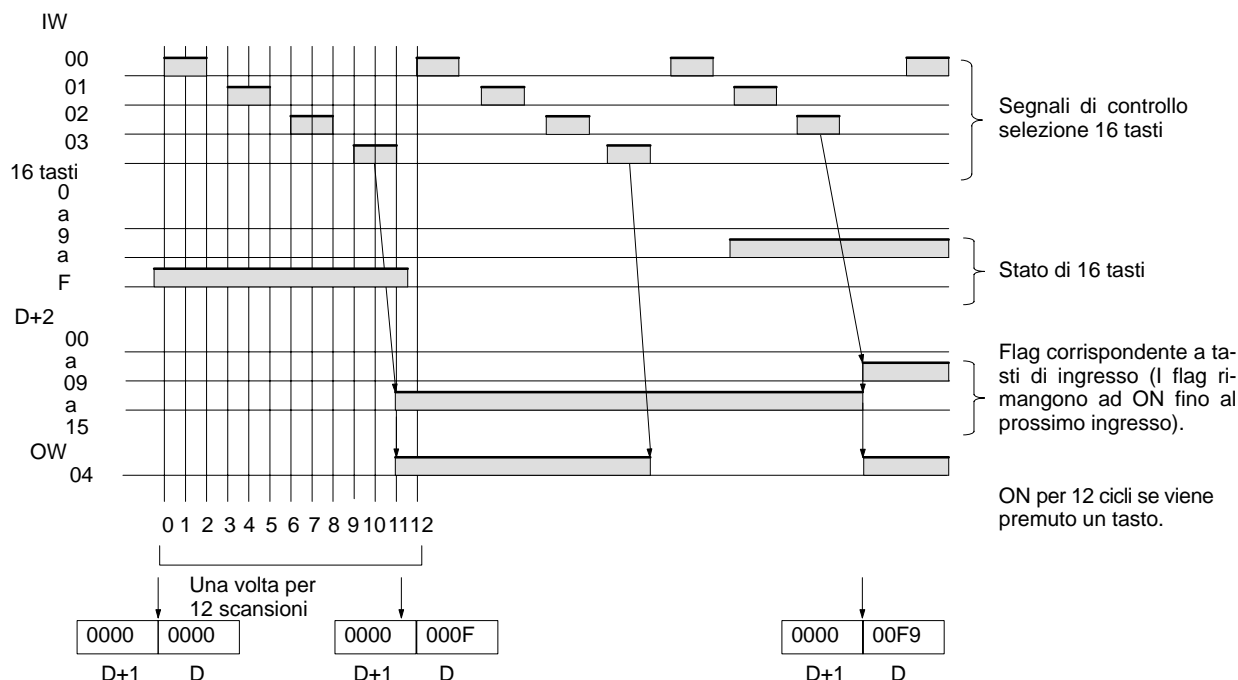 IW
00
01
02
03
Segnali di controllo
selezione 16 tasti
16 tasti
0
a
9
a
F
Stato di 16 tasti
D+2
00
a
09
a
15
Flag corrispondente a ta-
sti di ingresso (I flag ri-
mangono ad ON fino al
prossimo ingresso).
OW
04
ON per 12 cicli se viene
premuto un tasto.
0 1 2 3 4 5 6 7 8 9 10 11 12
Una volta per
12 scansioni
0000 0000
D+1 D
0000 000F
D+1 D
0000 00F9
D+1 D